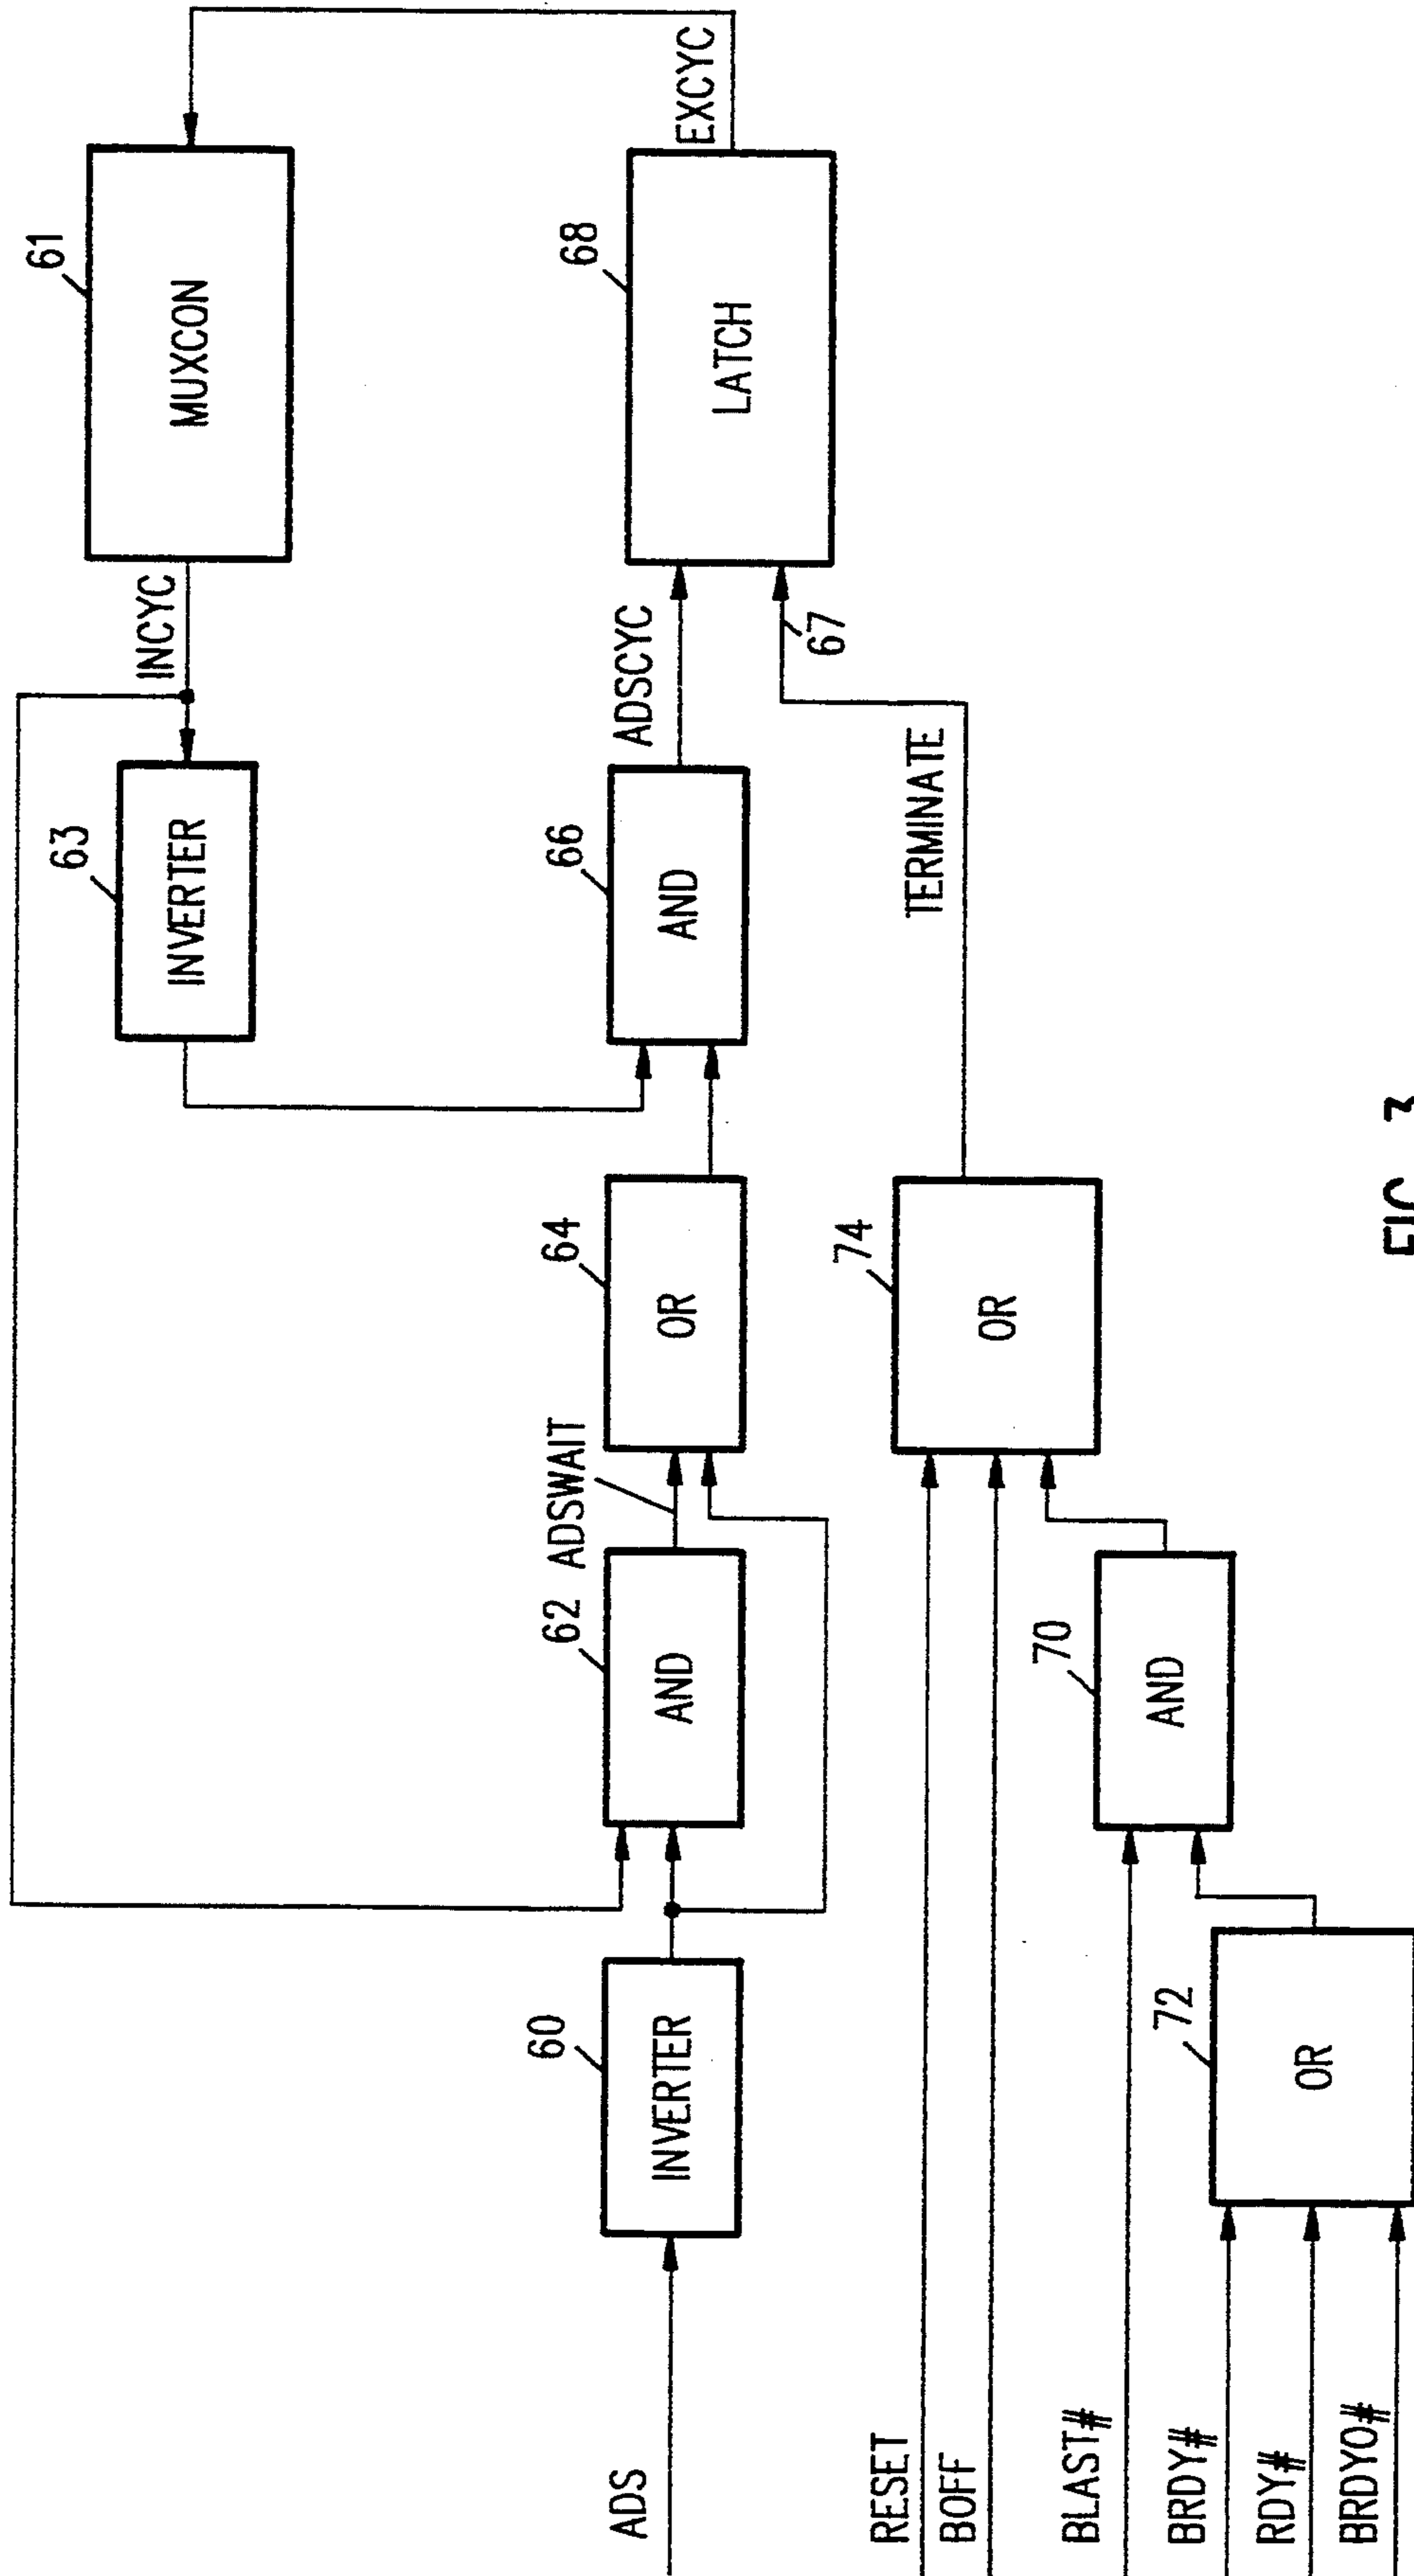 61
MUXCON
INCYC
EXCYC
63
INVERTER
68
LATCH
ADSCYC
67
66
AND
TERMINATE
64
OR
74
OR
ADSWAIT
62
AND
70
AND
60
INVERTER
72
OR
ADS
RESET
BOFF
BLAST#
BRDY#
RDY#
BRDYO#